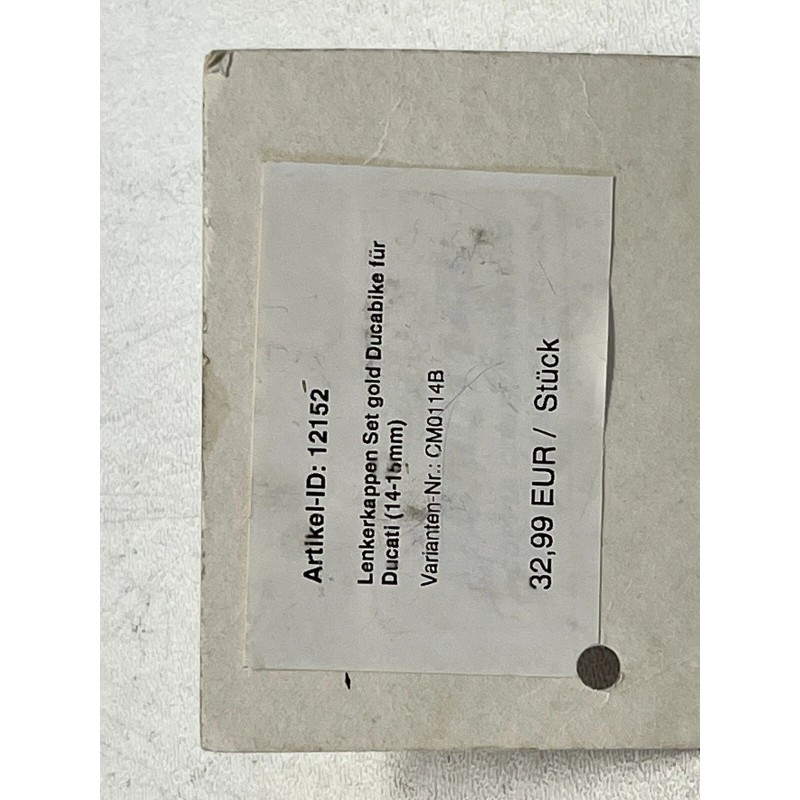 Artikel-ID: 12152
Lenkerkappen Set gold Ducabike für
Ducati (14-15mm)
Varianten-Nr.: CM0114B
32,99 EUR / Stück